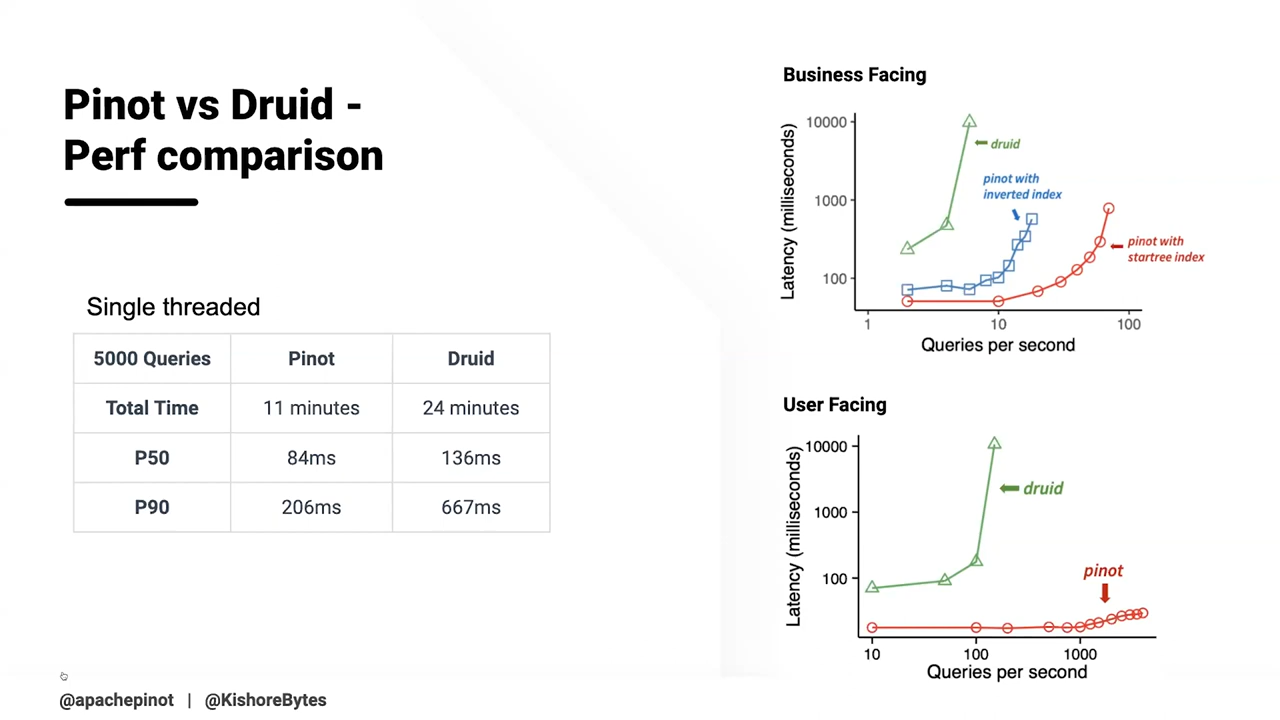 Pinot vs Druid -
Perf comparison
Single threaded
5000 Queries Pinot Druid
Total Time 11 minutes 24 minutes
P50 84ms 136ms
P90 206ms 667ms
@apachepinot | @KishoreBytes
Business Facing
Latency (milliseconds)
10000
1000
100
druid
pinot with
inverted index
pinot with
startree index
1 10 100
Queries per second
User Facing
Latency (milliseconds)
10000
1000
100
druid
pinot
10 100 1000
Queries per second